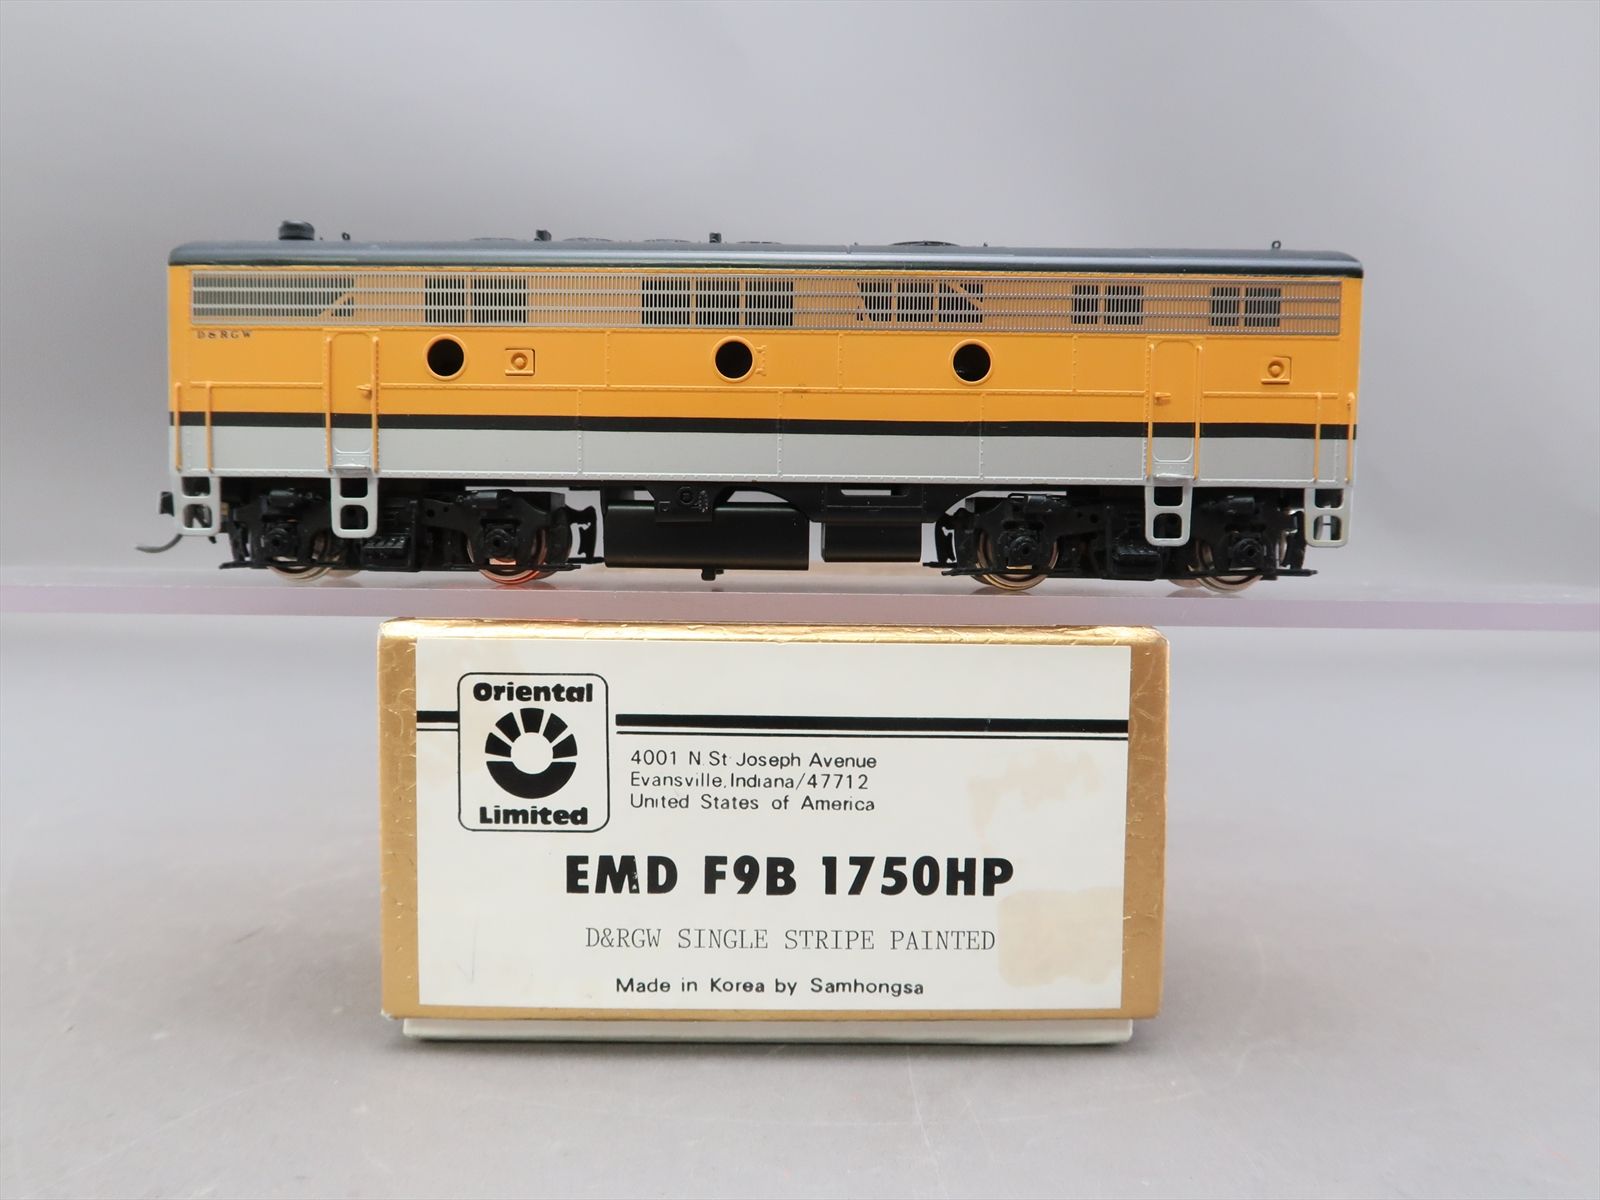 D&RGW
Oriental
Limited
4001 N. St. Joseph Avenue
Evansville, Indiana/47712
United States of America
EMD F9B 1750HP
D&RGW SINGLE STRIPE PAINTED
Made in Korea by Samhongsa